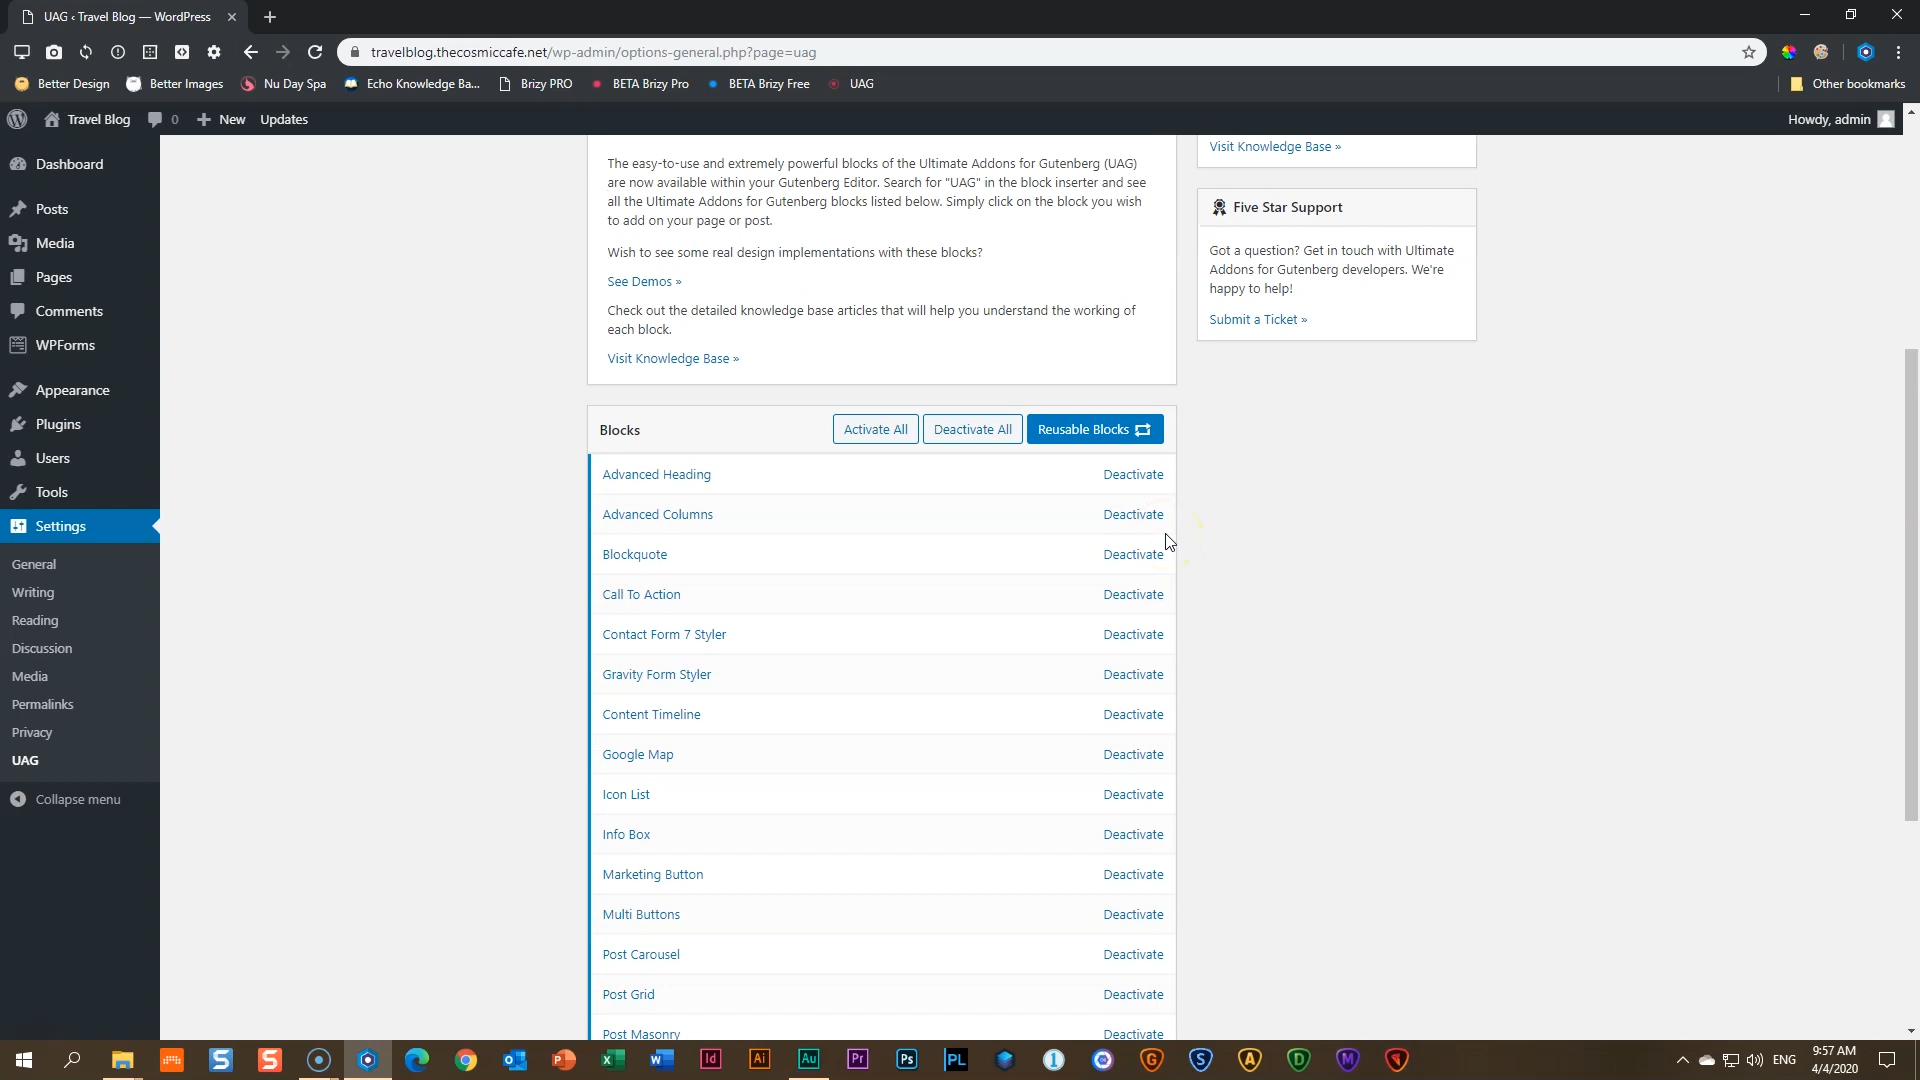 UAG ‹ Travel Blog — WordPress
travelblog.thecosmiccafe.net/wp-admin/options-general.php?page=uag
Better Design
Better Images
Nu Day Spa
Echo Knowledge Ba...
Brizy PRO
BETA Brizy Pro
BETA Brizy Free
UAG
Other bookmarks
Travel Blog
0
New
Updates
Howdy, admin
Dashboard
Posts
Media
Pages
Comments
WPForms
Appearance
Plugins
Users
Tools
Settings
General
Writing
Reading
Discussion
Media
Permalinks
Privacy
UAG
Collapse menu
The easy-to-use and extremely powerful blocks of the Ultimate Addons for Gutenberg (UAG)
are now available within your Gutenberg Editor. Search for "UAG" in the block inserter and see
all the Ultimate Addons for Gutenberg blocks listed below. Simply click on the block you wish
to add on your page or post.
Wish to see some real design implementations with these blocks?
See Demos »
Check out the detailed knowledge base articles that will help you understand the working of
each block.
Visit Knowledge Base »
Visit Knowledge Base »
Five Star Support
Got a question? Get in touch with Ultimate
Addons for Gutenberg developers. We're
happy to help!
Submit a Ticket »
Blocks
Activate All
Deactivate All
Reusable Blocks
Advanced Heading Deactivate
Advanced Columns Deactivate
Blockquote Deactivate
Call To Action Deactivate
Contact Form 7 Styler Deactivate
Gravity Form Styler Deactivate
Content Timeline Deactivate
Google Map Deactivate
Icon List Deactivate
Info Box Deactivate
Marketing Button Deactivate
Multi Buttons Deactivate
Post Carousel Deactivate
Post Grid Deactivate
Post Masonry Deactivate
Id
Ai
Au
Pr
Ps
PL
ENG
9:57 AM
4/4/2020